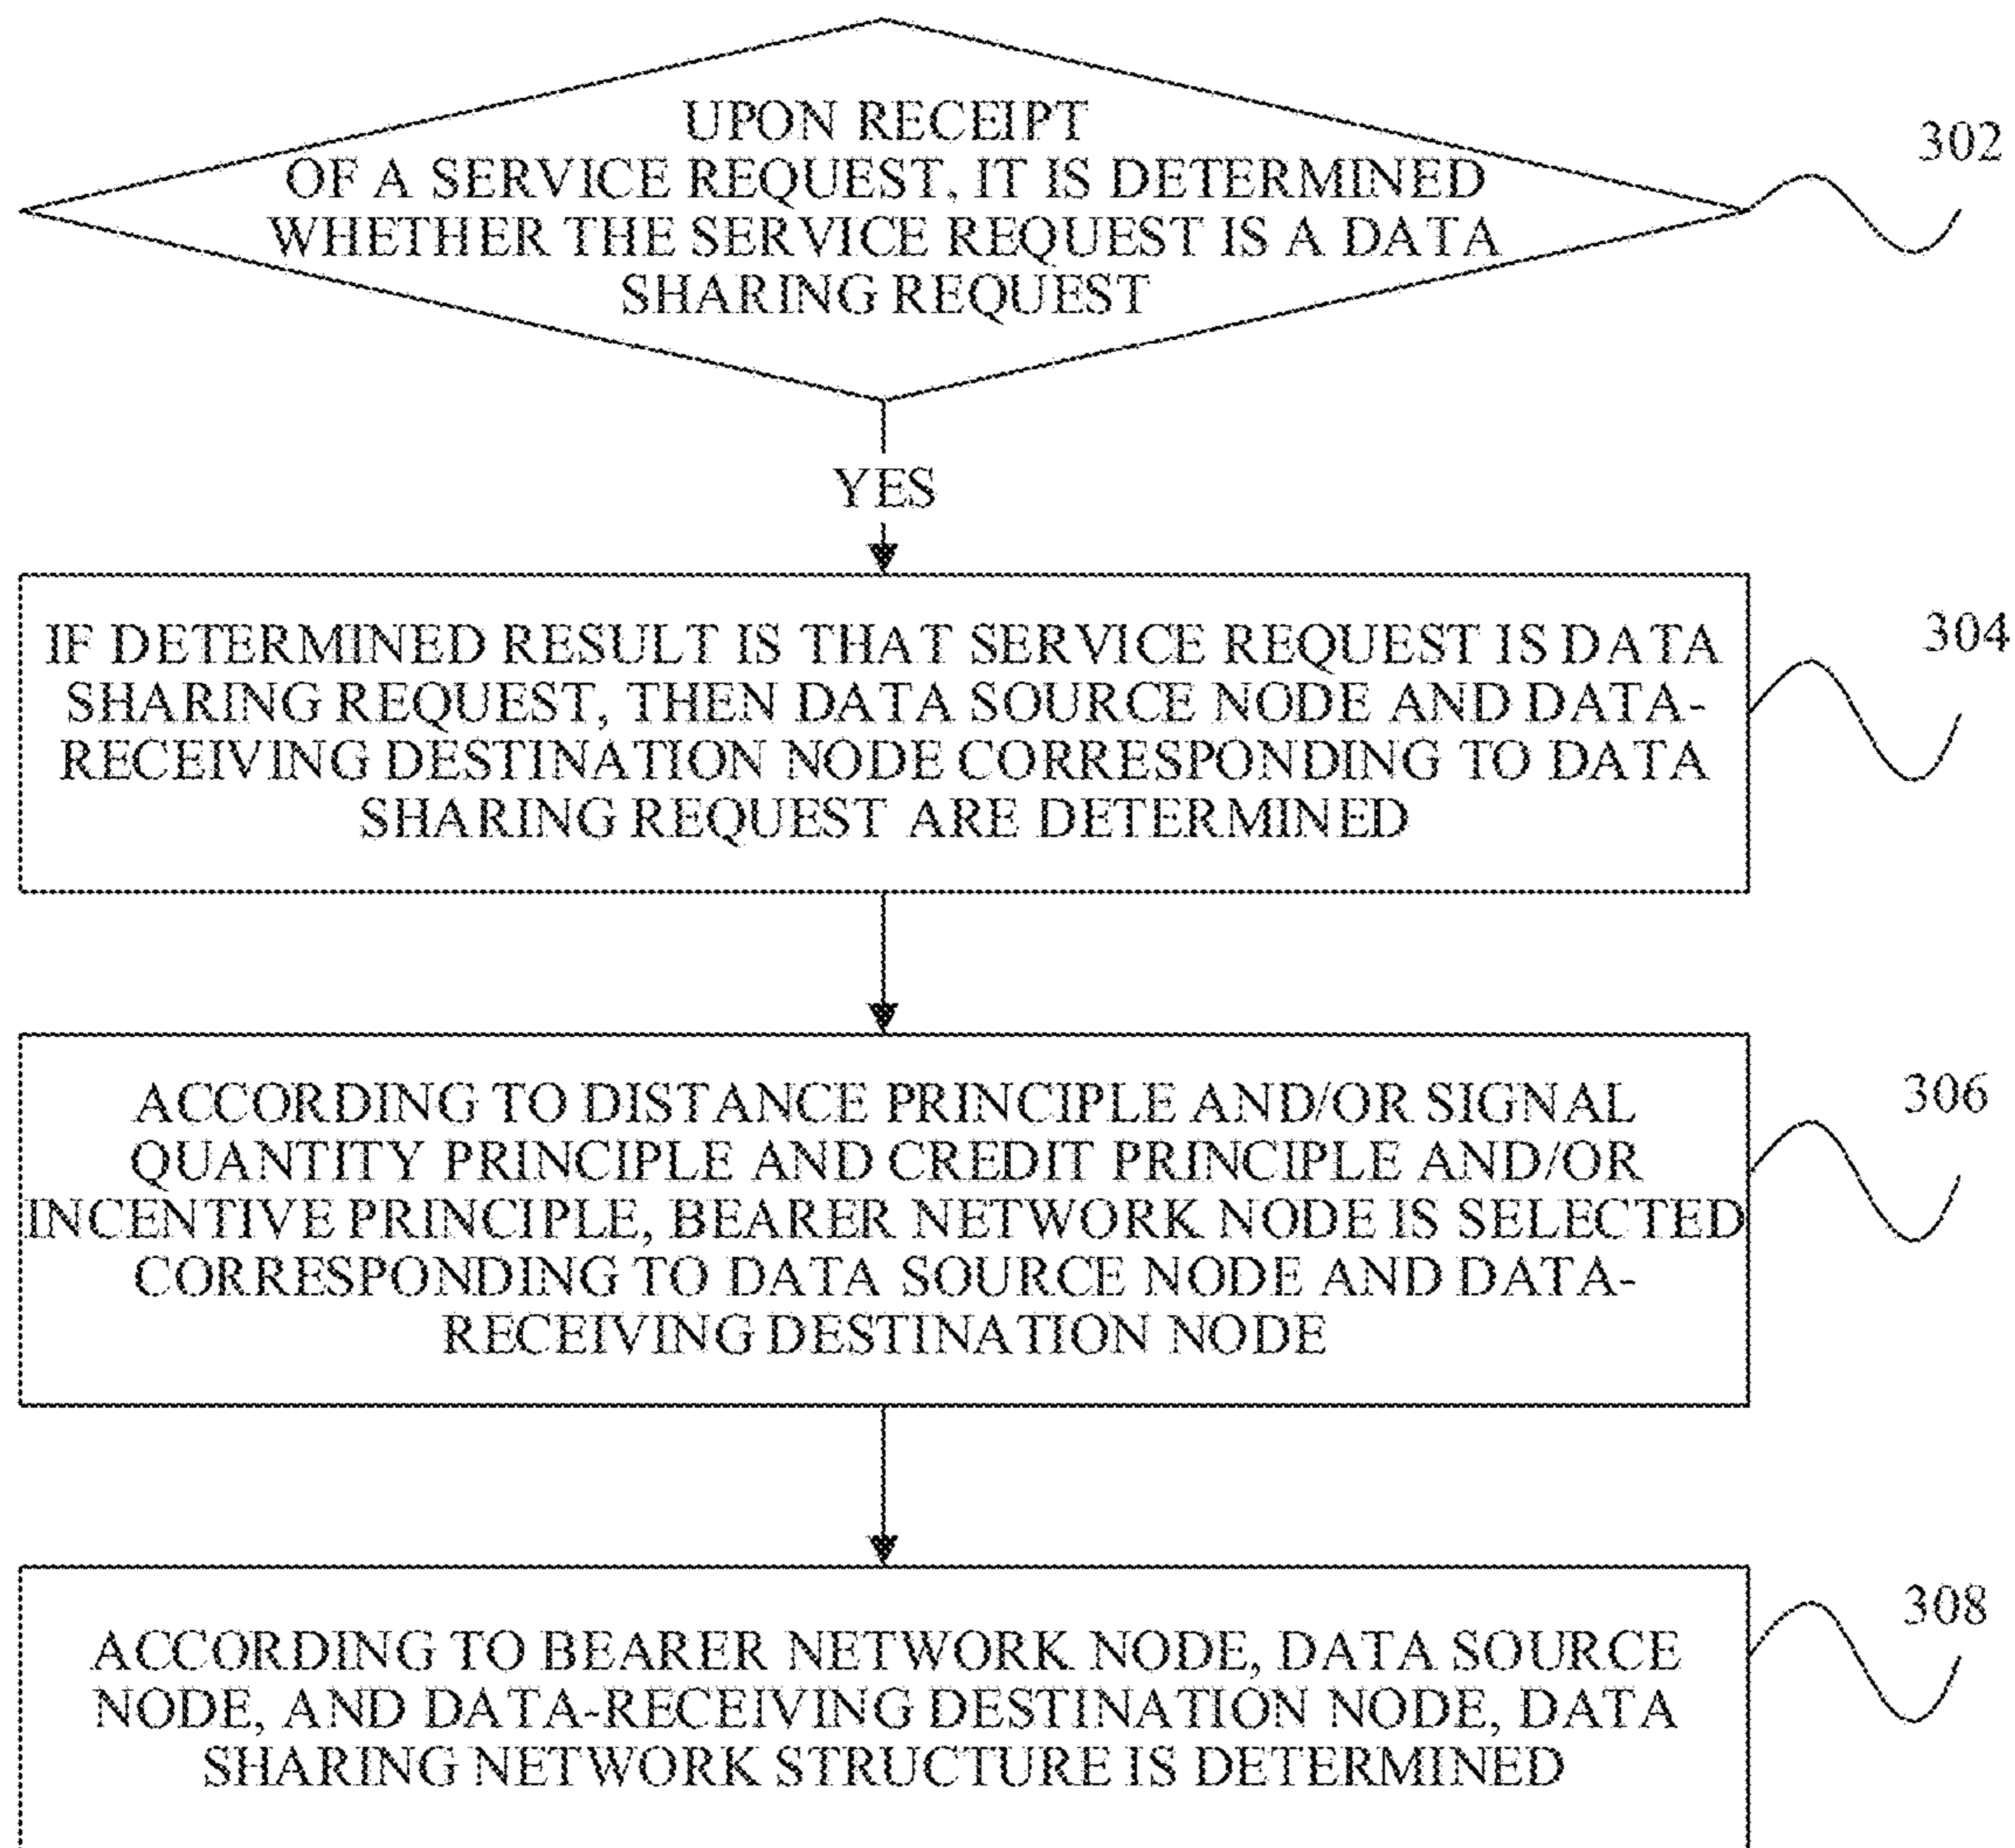 UPON RECEIPT
OF A SERVICE REQUEST, IT IS DETERMINED
WHETHER THE SERVICE REQUEST IS A DATA
SHARING REQUEST
302
YES
IF DETERMINED RESULT IS THAT SERVICE REQUEST IS DATA
SHARING REQUEST, THEN DATA SOURCE NODE AND DATA-
RECEIVING DESTINATION NODE CORRESPONDING TO DATA
SHARING REQUEST ARE DETERMINED
304
ACCORDING TO DISTANCE PRINCIPLE AND/OR SIGNAL
QUANTITY PRINCIPLE AND CREDIT PRINCIPLE AND/OR
INCENTIVE PRINCIPLE, BEARER NETWORK NODE IS SELECTED
CORRESPONDING TO DATA SOURCE NODE AND DATA-
RECEIVING DESTINATION NODE
306
ACCORDING TO BEARER NETWORK NODE, DATA SOURCE
NODE, AND DATA-RECEIVING DESTINATION NODE, DATA
SHARING NETWORK STRUCTURE IS DETERMINED
308